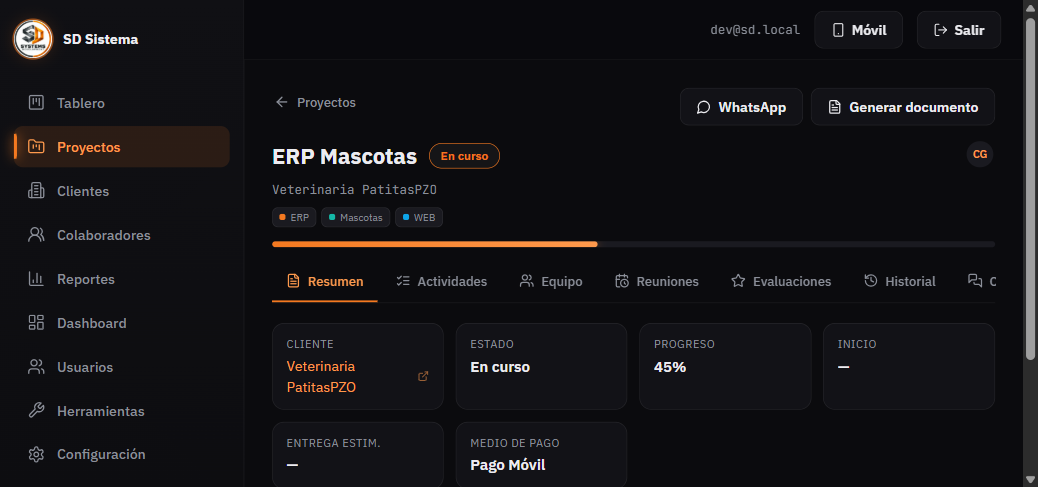 SD
SYSTEMS
SD Sistema
dev@sd.local
Móvil
Salir
Tablero
Proyectos
Clientes
Colaboradores
Reportes
Dashboard
Usuarios
Herramientas
Configuración
Proyectos
WhatsApp
Generar documento
ERP Mascotas
En curso
CG
Veterinaria PatitasPZO
ERP
Mascotas
WEB
Resumen
Actividades
Equipo
Reuniones
Evaluaciones
Historial
CLIENTE
Veterinaria
PatitasPZO
ESTADO
En curso
PROGRESO
45%
INICIO
—
ENTREGA ESTIM.
—
MEDIO DE PAGO
Pago Móvil